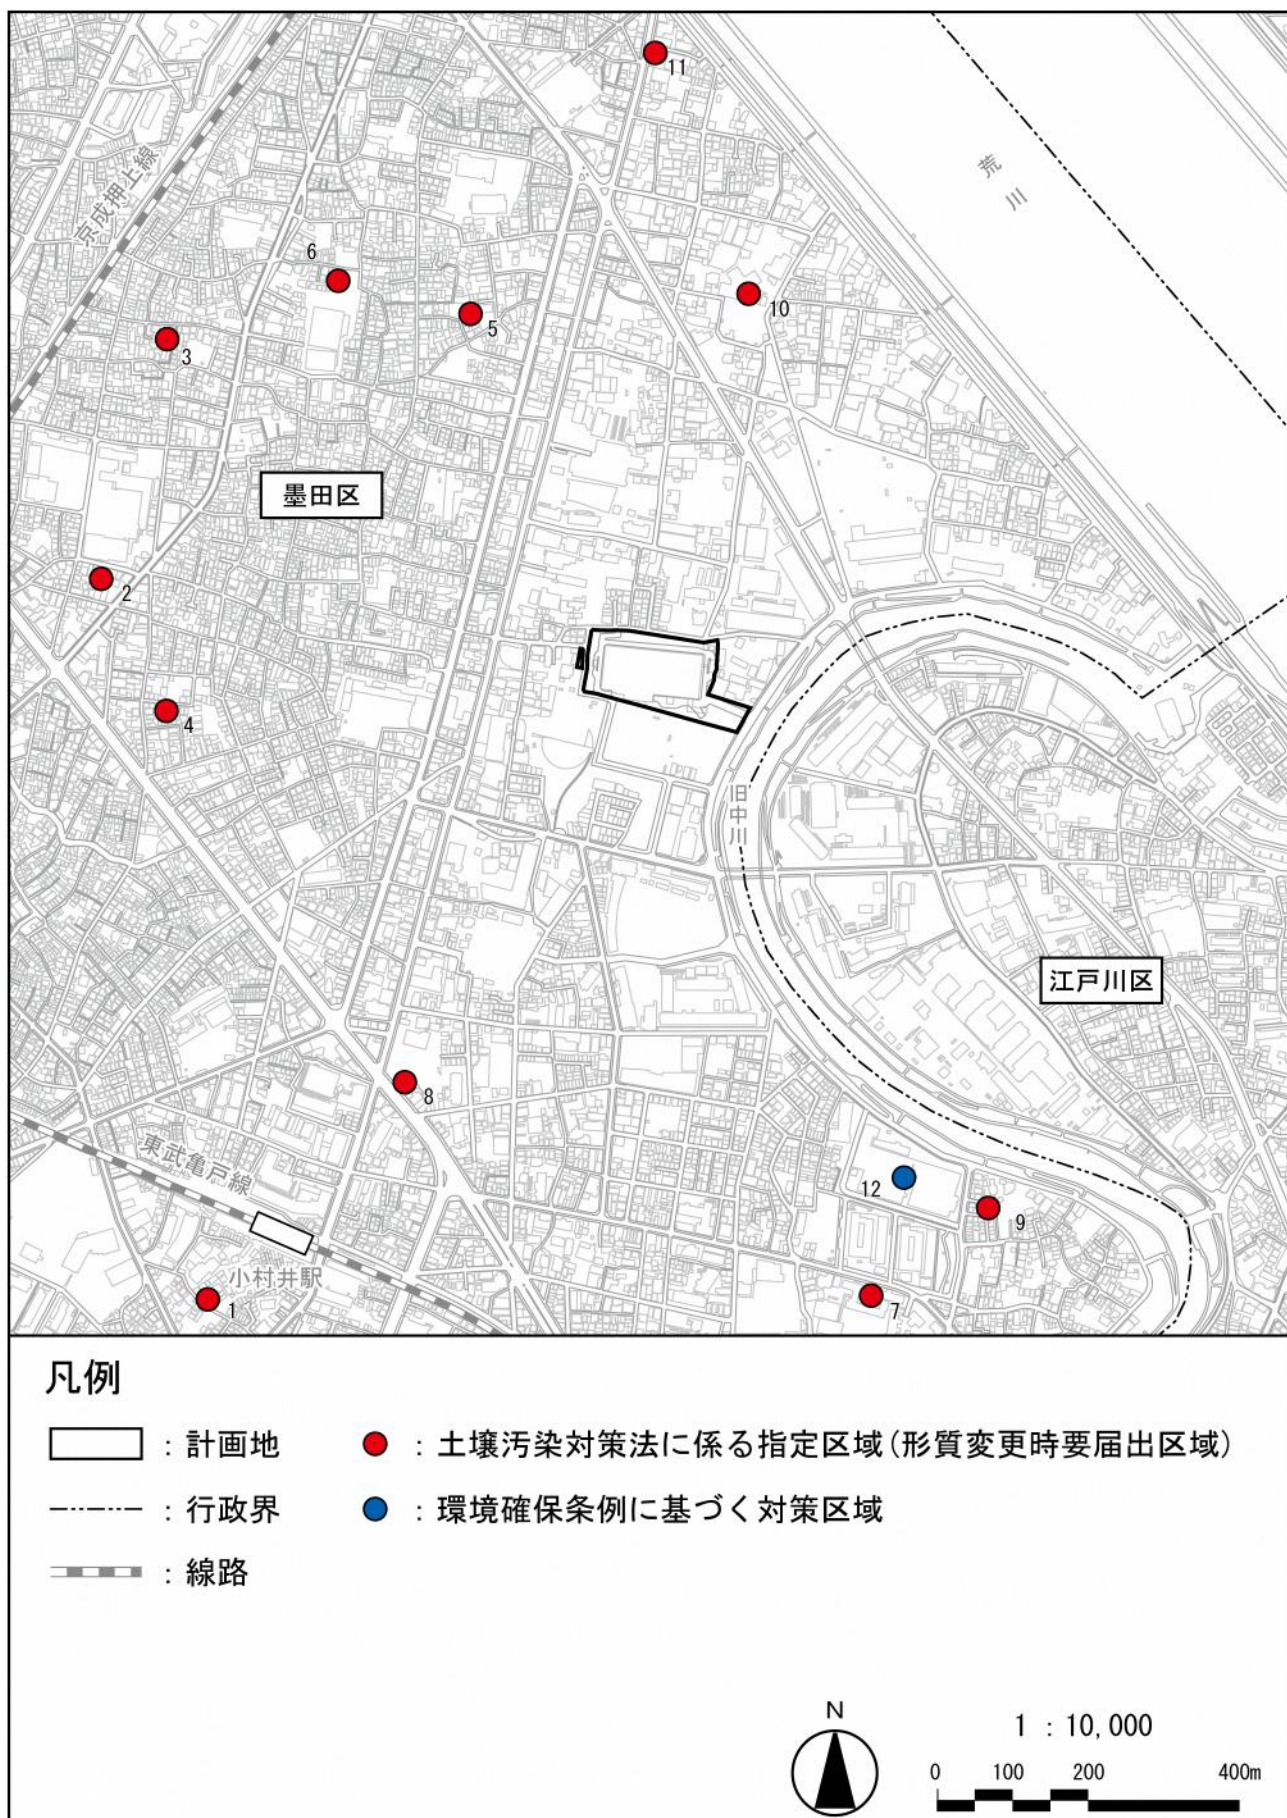 11
荒川
京成押上線
6
10
5
3
墨田区
2
4
旧中川
江戸川区
8
東武亀戸線
12
9
小村井駅
1
7
凡例
：計画地
：土壌汚染対策法に係る指定区域(形質変更時要届出区域)
：行政界
：環境確保条例に基づく対策区域
：線路
N
1 : 10,000
0 100 200 400m